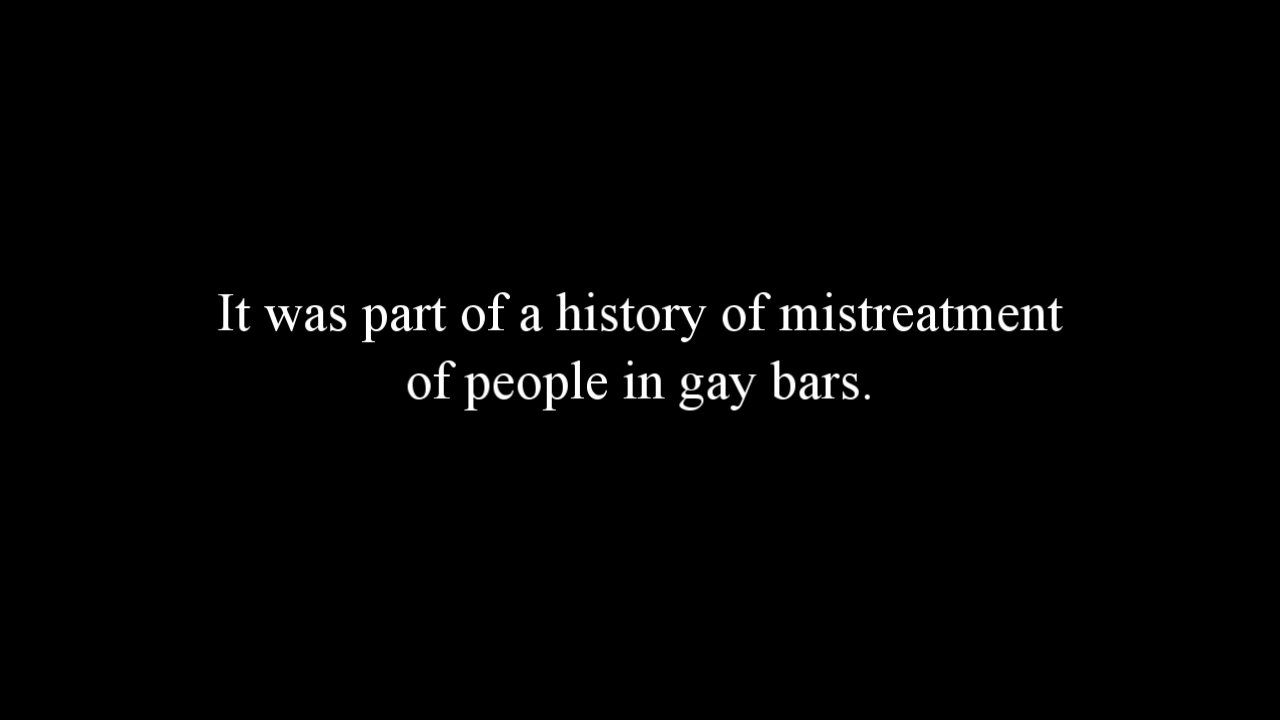 It was part of a history of mistreatment
of people in gay bars.